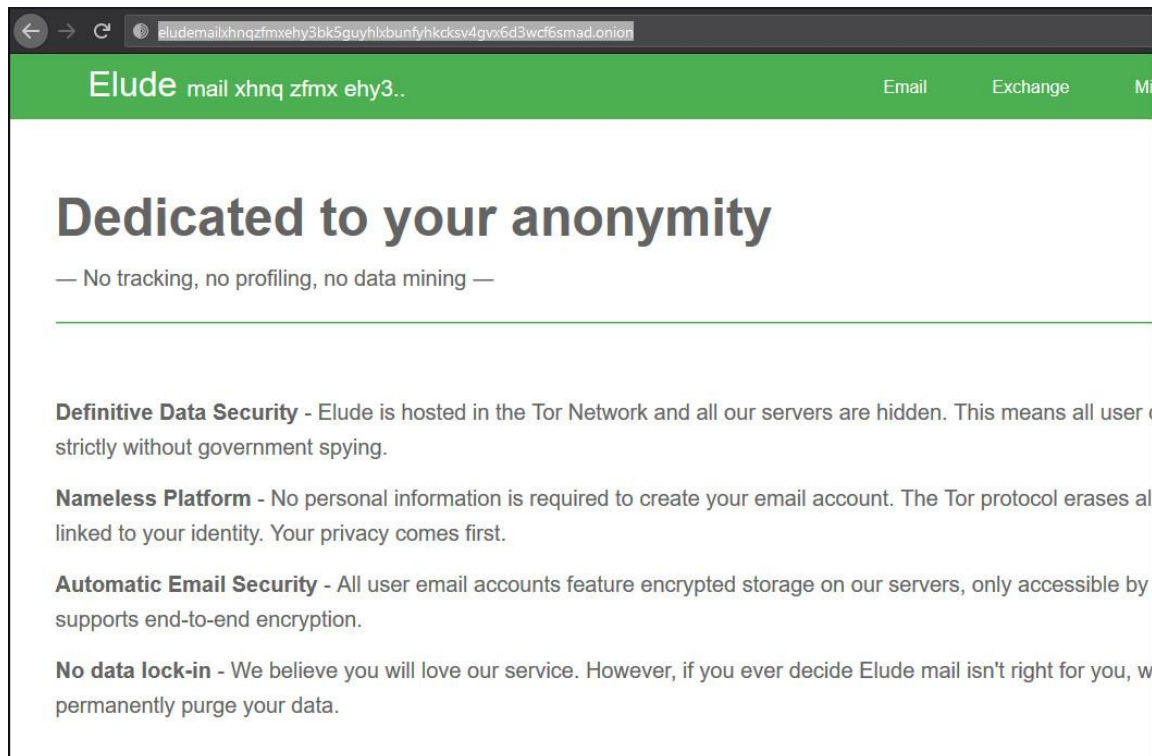 eludemailxhnqzfmxehy3bk5guyhlxbunfyhkcksv4gvx6d3wcf6smad.onion
Elude mail xhnq zfmx ehy3.. Email Exchange Mi
Dedicated to your anonymity
— No tracking, no profiling, no data mining —
Definitive Data Security - Elude is hosted in the Tor Network and all our servers are hidden. This means all user
strictly without government spying.
Nameless Platform - No personal information is required to create your email account. The Tor protocol erases al
linked to your identity. Your privacy comes first.
Automatic Email Security - All user email accounts feature encrypted storage on our servers, only accessible by
supports end-to-end encryption.
No data lock-in - We believe you will love our service. However, if you ever decide Elude mail isn't right for you, w
permanently purge your data.